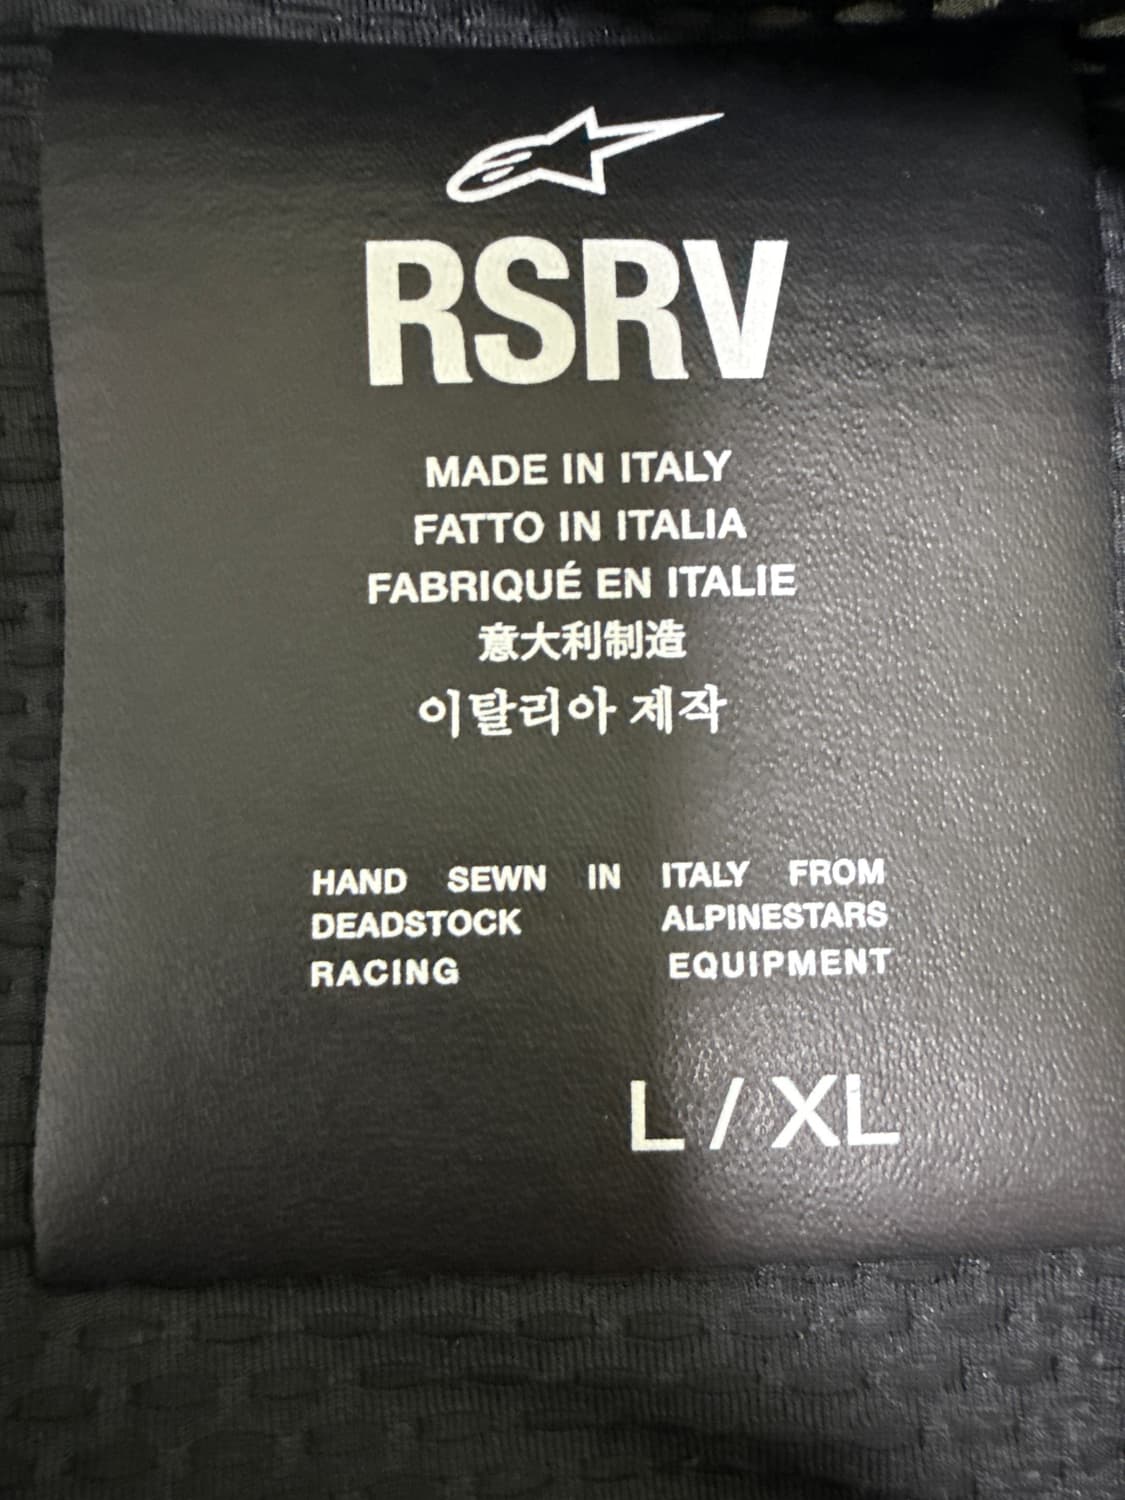 RSRV
MADE IN ITALY
FATTO IN ITALIA
FABRIQUÉ EN ITALIE
意大利制造
이탈리아 제작
HAND SEWN IN ITALY FROM
DEADSTOCK ALPINESTARS
RACING EQUIPMENT
L / XL